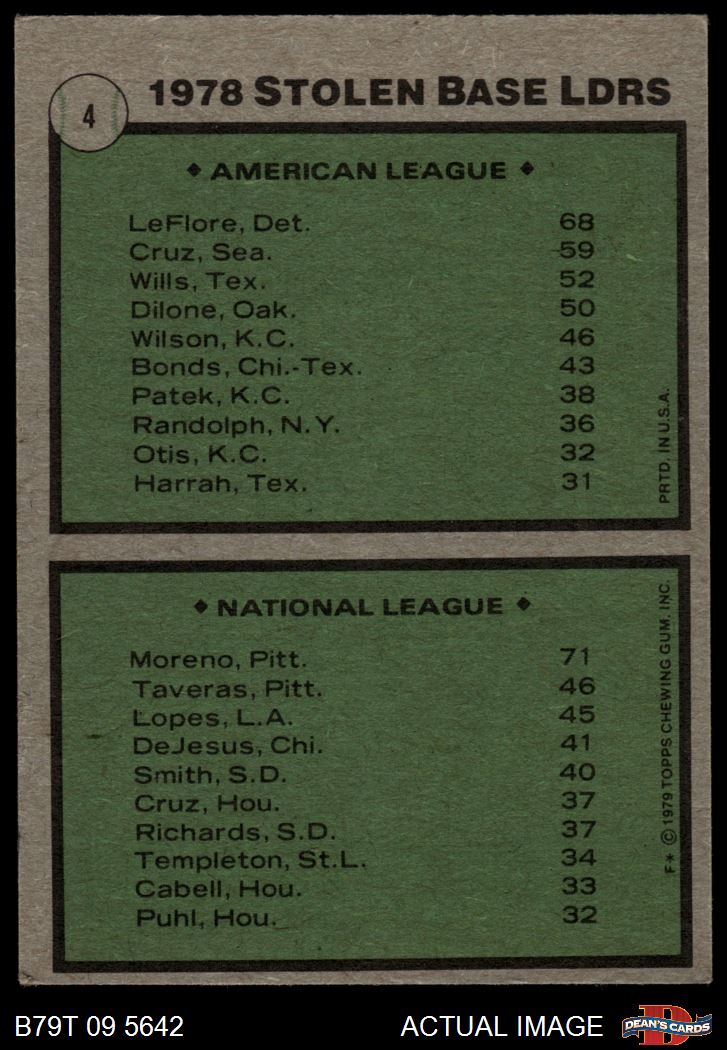 4
1978 STOLEN BASE LDRS
♦ AMERICAN LEAGUE ♦
LeFlore, Det. 68
Cruz, Sea. 59
Wills, Tex. 52
Dilone, Oak. 50
Wilson, K.C. 46
Bonds, Chi.-Tex. 43
Patek, K.C. 38
Randolph, N.Y. 36
Otis, K.C. 32
Harrah, Tex. 31
PRTD. IN U.S.A.
♦ NATIONAL LEAGUE ♦
Moreno, Pitt. 71
Taveras, Pitt. 46
Lopes, L.A. 45
DeJesus, Chi. 41
Smith, S.D. 40
Cruz, Hou. 37
Richards, S.D. 37
Templeton, St.L. 34
Cabell, Hou. 33
Puhl, Hou. 32
F* © 1979 TOPPS CHEWING GUM, INC.
B79T 09 5642
ACTUAL IMAGE
D
DEAN'S CARDS